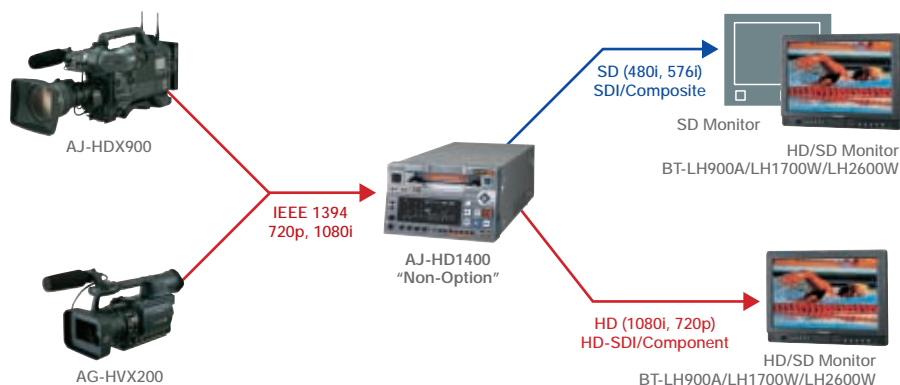 AJ-HDX900
AG-HVX200
IEEE 1394
720p, 1080i
AJ-HD1400
“Non-Option”
SD (480i, 576i)
SDI/Composite
SD Monitor
HD/SD Monitor
BT-LH900A/LH1700W/LH2600W
HD (1080i, 720p)
HD-SDI/Component
HD/SD Monitor
BT-LH900A/LH1700W/LH2600W